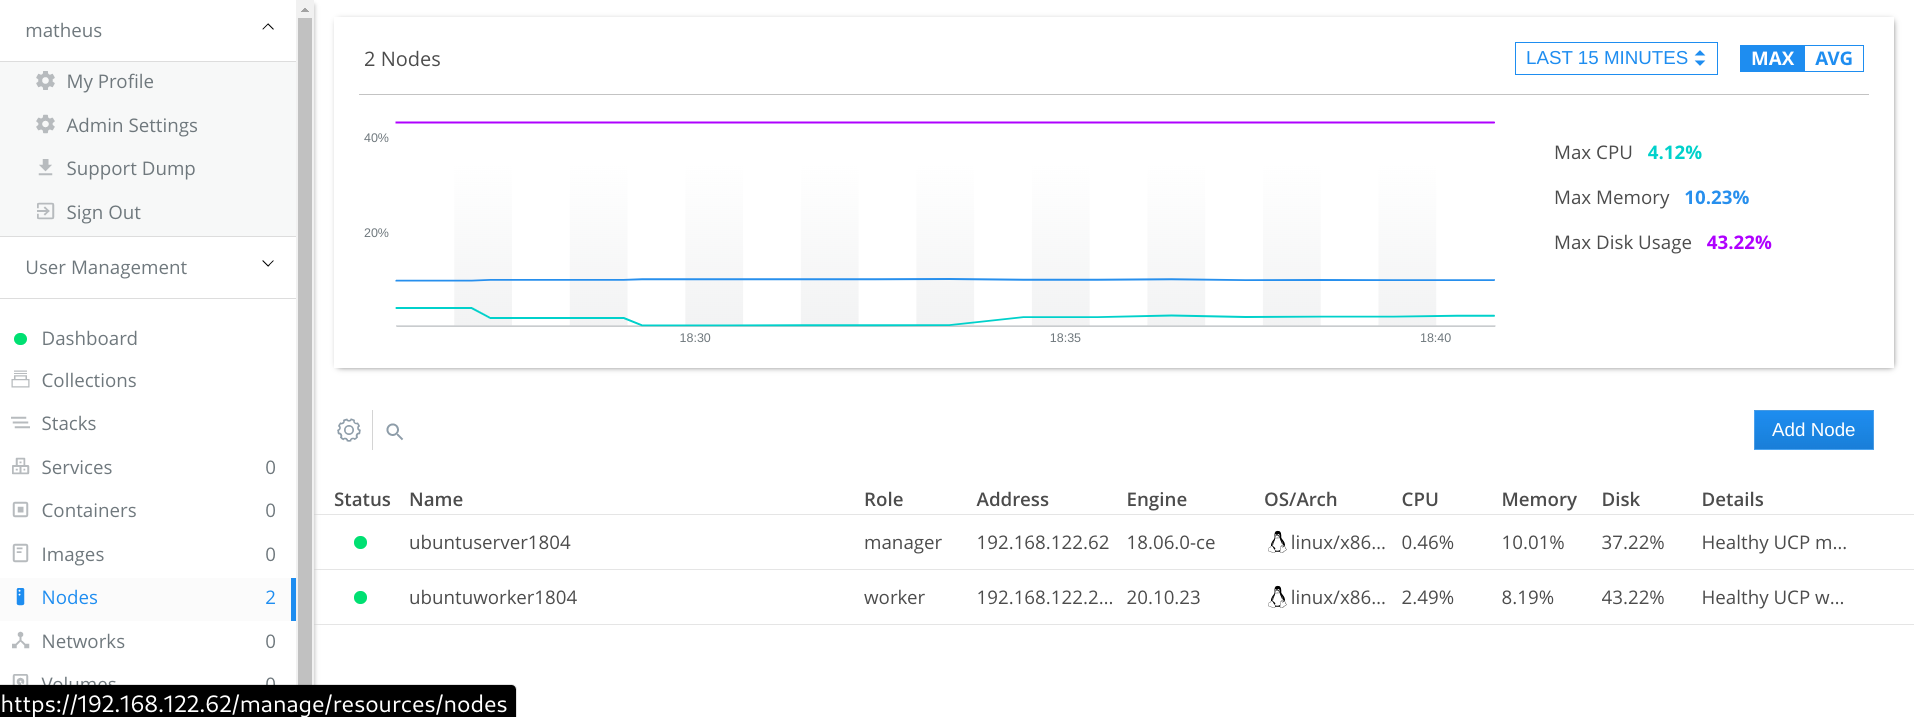 matheus
My Profile
Admin Settings
Support Dump
Sign Out
User Management
Dashboard
Collections
Stacks
Services 0
Containers 0
Images 0
Nodes 2
Networks 0
Volumes 0
https://192.168.122.62/manage/resources/nodes
2 Nodes
LAST 15 MINUTES
MAX AVG
40%
20%
18:30 18:35 18:40
Max CPU 4.12%
Max Memory 10.23%
Max Disk Usage 43.22%
Add Node
Status Name Role Address Engine OS/Arch CPU Memory Disk Details
ubuntuserver1804 manager 192.168.122.62 18.06.0-ce linux/x86... 0.46% 10.01% 37.22% Healthy UCP m...
ubuntuworker1804 worker 192.168.122.2... 20.10.23 linux/x86... 2.49% 8.19% 43.22% Healthy UCP w...